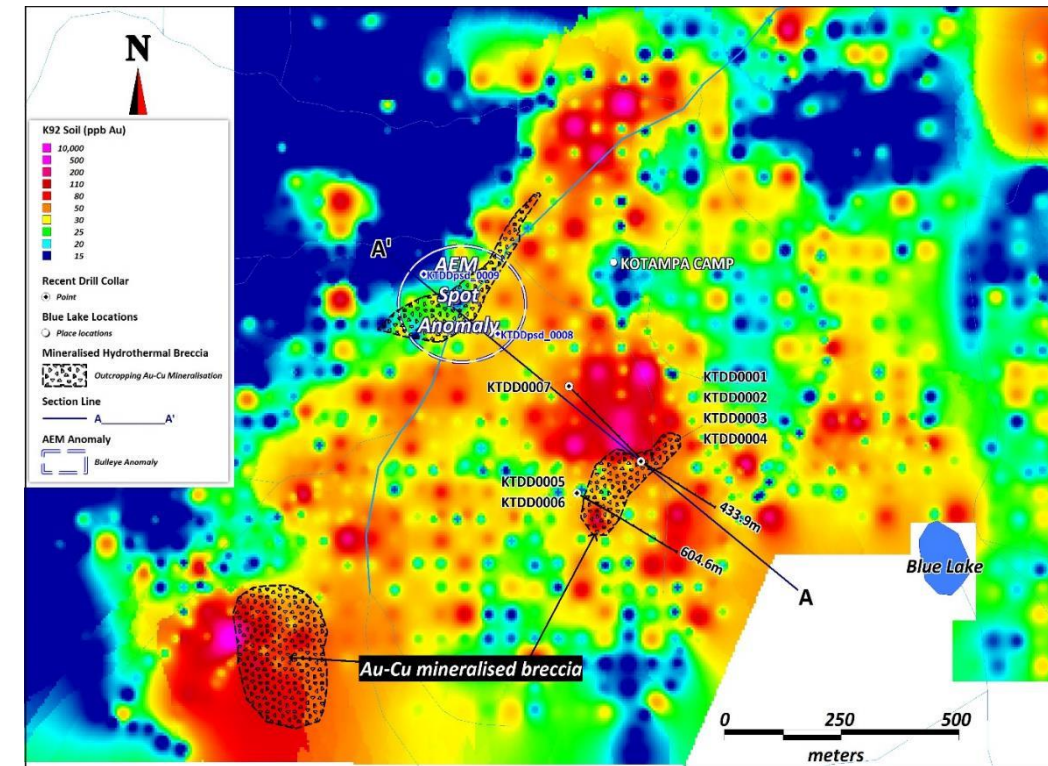 N
K92 Soil (ppb Au)
10,000
500
200
110
80
50
30
25
20
15
Recent Drill Collar
Point
Blue Lake Locations
Place locations
Mineralised Hydrothermal Breccia
Outcropping Au-Cu Mineralisation
Section Line
A____________A'
AEM Anomaly
Bulleye Anomaly
A'
AEM
KTDDpsd_0009
Spot
Anomaly
KTDDpsd_0008
KOTAMPA CAMP
KTDD0007
KTDD0001
KTDD0002
KTDD0003
KTDD0004
KTDD0005
KTDD0006
433.9m
604.6m
A
Blue Lake
Au-Cu mineralised breccia
0 250 500
meters